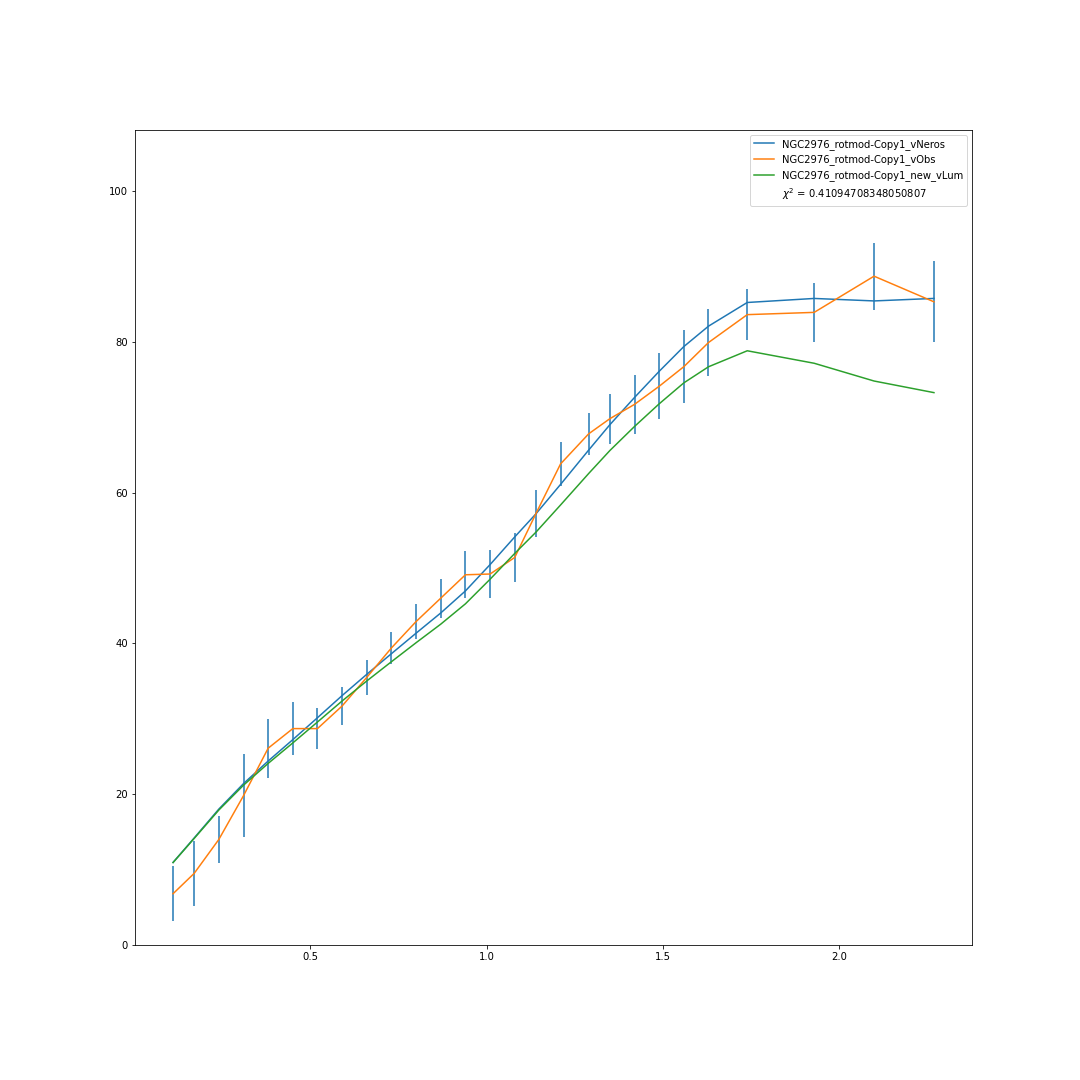 NGC2976_rotmod-Copy1_vNeros
NGC2976_rotmod-Copy1_vObs
NGC2976_rotmod-Copy1_new_vLum
χ² = 0.41094708348050807
100
80
60
40
20
0
0.5 1.0 1.5 2.0